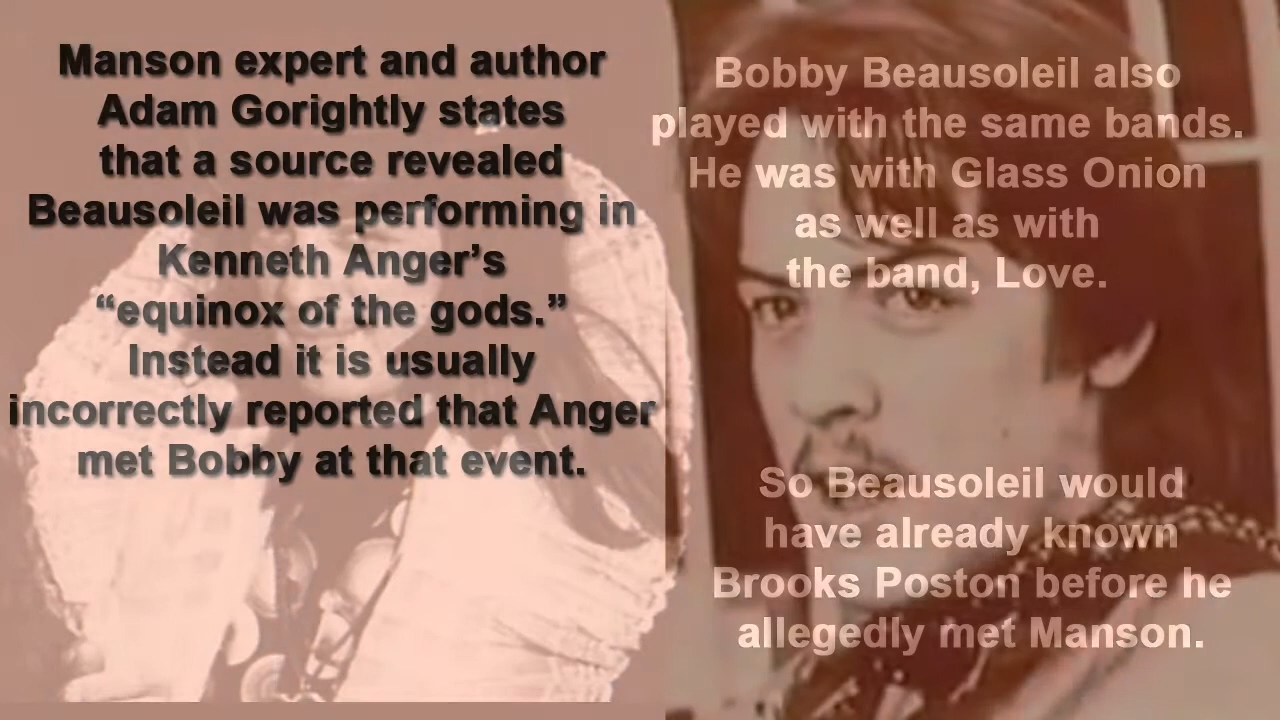 Manson expert and author
Adam Gorightly states
that a source revealed
Beausoleil was performing in
Kenneth Anger’s
“equinox of the gods.”
Instead it is usually
incorrectly reported that Anger
met Bobby at that event.
Bobby Beausoleil also
played with the same bands.
He was with Glass Onion
as well as with
the band, Love.
So Beausoleil would
have already known
Brooks Poston before he
allegedly met Manson.